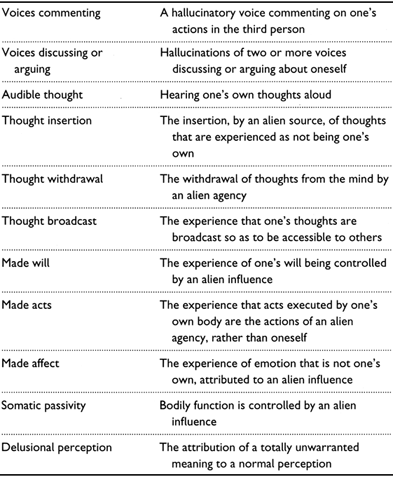 Voices commenting A hallucinatory voice commenting on one's
actions in the third person
Voices discussing or Hallucinations of two or more voices
arguing discussing or arguing about oneself
Audible thought Hearing one's own thoughts aloud
Thought insertion The insertion, by an alien source, of thoughts
that are experienced as not being one's
own
Thought withdrawal The withdrawal of thoughts from the mind by
an alien agency
Thought broadcast The experience that one's thoughts are
broadcast so as to be accessible to others
Made will The experience of one's will being controlled
by an alien influence
Made acts The experience that acts executed by one's
own body are the actions of an alien
agency, rather than oneself
Made affect The experience of emotion that is not one's
own, attributed to an alien influence
Somatic passivity Bodily function is controlled by an alien
influence
Delusional perception The attribution of a totally unwarranted
meaning to a normal perception